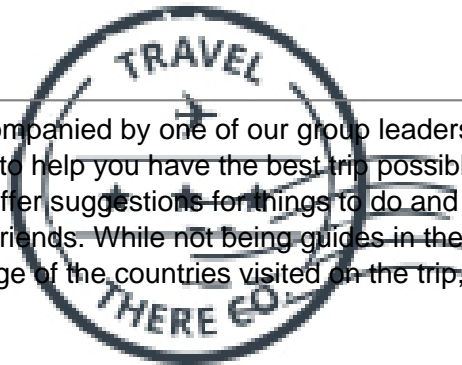 TRAVEL
ompanied by one of our group leaders
to help you have the best trip possibl
ffer suggestions for things to do and
riends. While not being guides in the
ge of the countries visited on the trip,
THERE CO.